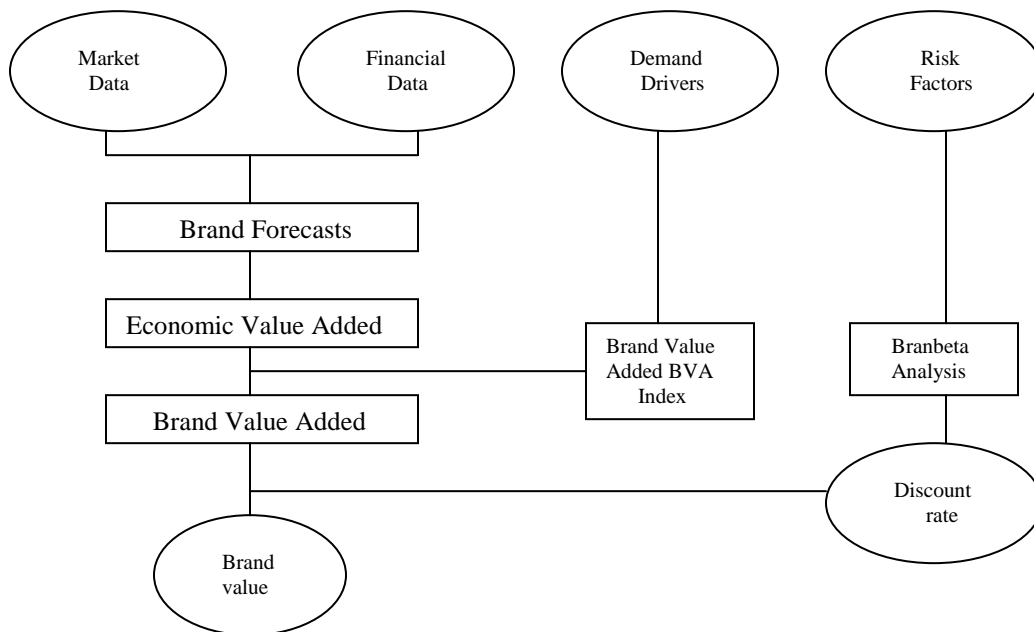 Market
Data
Financial
Data
Demand
Drivers
Risk
Factors
Brand Forecasts
Economic Value Added
Brand Value
Added BVA
Index
Branbeta
Analysis
Brand Value Added
Discount
rate
Brand
value